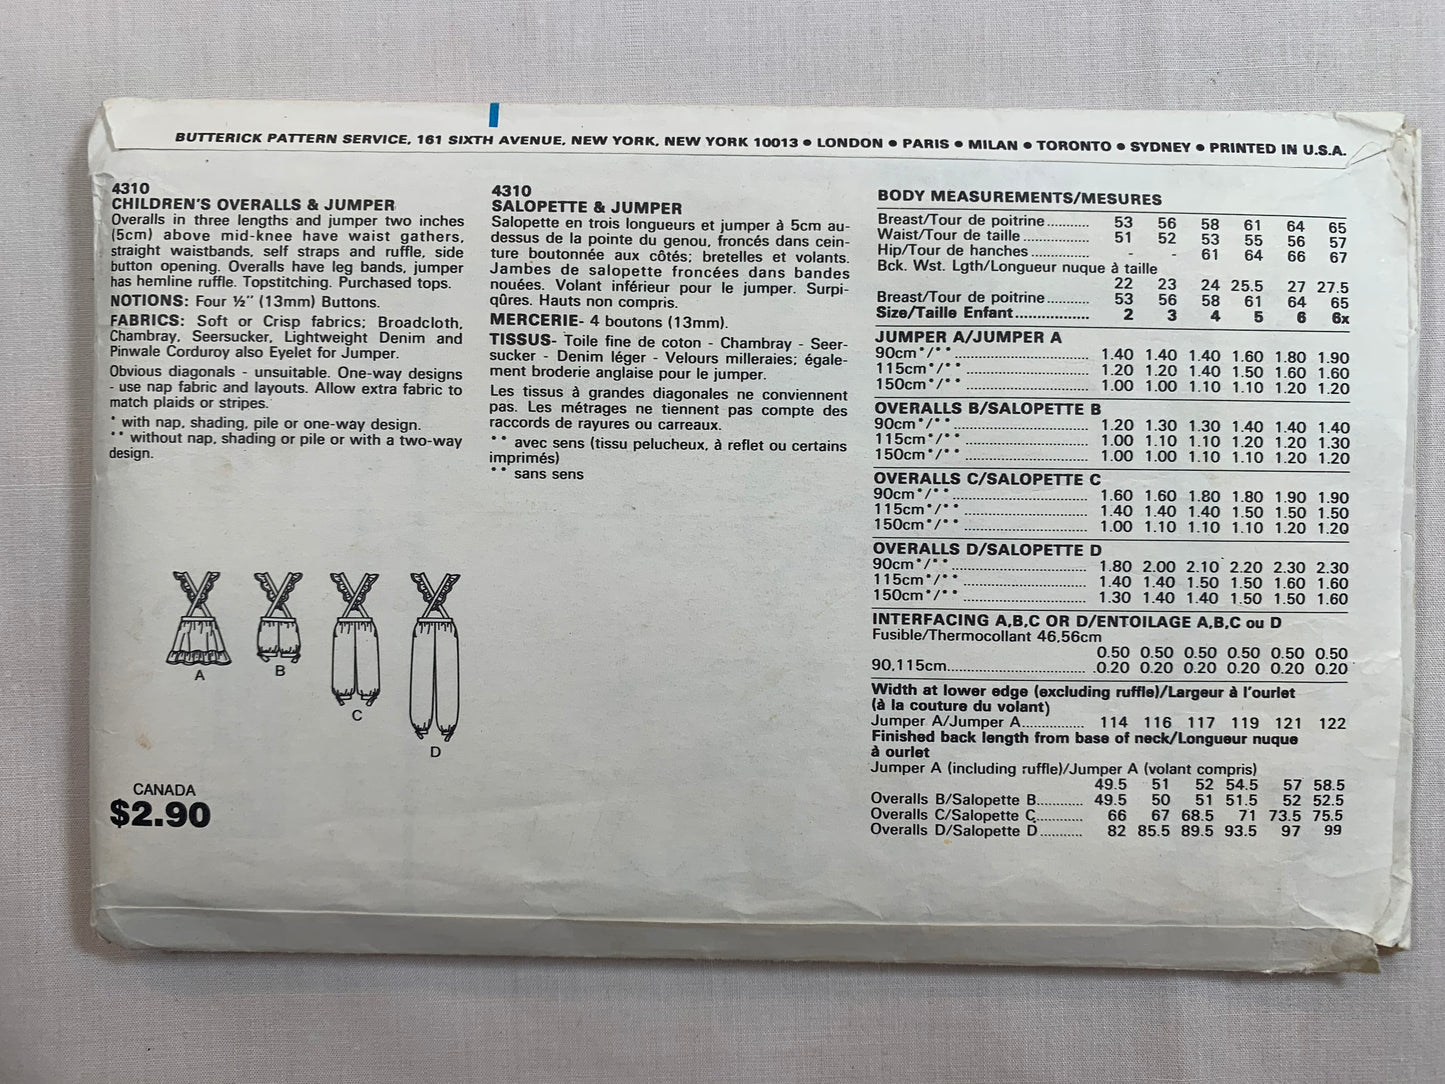 BUTTERICK PATTERN SERVICE, 161 SIXTH AVENUE, NEW YORK, NEW YORK 10013 ● LONDON ● PARIS ● MILAN ● TORONTO ● SYDNEY ● PRINTED IN U.S.A.
4310
CHILDREN'S OVERALLS & JUMPER
Overalls in three lengths and jumper two inches
(5cm) above mid-knee have waist gathers,
straight waistbands, self straps and ruffle, side
button opening. Overalls have leg bands, jumper
has hemline ruffle. Topstitching. Purchased tops.
NOTIONS: Four ½" (13mm) Buttons.
FABRICS: Soft or Crisp fabrics; Broadcloth,
Chambray, Seersucker, Lightweight Denim and
Pinwale Corduroy also Eyelet for Jumper.
Obvious diagonals - unsuitable. One-way designs
- use nap fabric and layouts. Allow extra fabric to
match plaids or stripes.
* with nap, shading, pile or one-way design.
** without nap, shading or pile or with a two-way
design.
A
B
C
D
CANADA
$2.90
4310
SALOPETTE & JUMPER
Salopette en trois longueurs et jumper à 5cm au-
dessus de la pointe du genou, froncés dans cein-
ture boutonnée aux côtés; bretelles et volants.
Jambes de salopette froncées dans bandes
nouées. Volant inférieur pour le jumper. Surpi-
qûres. Hauts non compris.
MERCERIE- 4 boutons (13mm).
TISSUS- Toile fine de coton - Chambray - Seer-
sucker - Denim léger - Velours milleraies; égale-
ment broderie anglaise pour le jumper.
Les tissus à grandes diagonales ne conviennent
pas. Les métrages ne tiennent pas compte des
raccords de rayures ou carreaux.
** avec sens (tissu pelucheux, à reflet ou certains
imprimés)
** sans sens
BODY MEASUREMENTS/MESURES
Breast/Tour de poitrine........... 53 56 58 61 64 65
Waist/Tour de taille ................. 51 52 53 55 56 57
Hip/Tour de hanches ............... - - 61 64 66 67
Bck. Wst. Lgth/Longueur nuque à taille
22 23 24 25.5 27 27.5
Breast/Tour de poitrine........... 53 56 58 61 64 65
Size/Taille Enfant.................. 2 3 4 5 6 6x
JUMPER A/JUMPER A
90cm*/** .................................. 1.40 1.40 1.40 1.60 1.80 1.90
115cm*/** ................................ 1.20 1.20 1.40 1.50 1.60 1.60
150cm*/** ................................ 1.00 1.00 1.10 1.10 1.20 1.20
OVERALLS B/SALOPETTE B
90cm*/** .................................. 1.20 1.30 1.30 1.40 1.40 1.40
115cm*/** ................................ 1.00 1.10 1.10 1.20 1.20 1.30
150cm*/** ................................ 1.00 1.00 1.10 1.10 1.20 1.20
OVERALLS C/SALOPETTE C
90cm*/** .................................. 1.60 1.60 1.80 1.80 1.90 1.90
115cm*/** ................................ 1.40 1.40 1.40 1.50 1.50 1.50
150cm*/** ................................ 1.00 1.10 1.10 1.10 1.20 1.20
OVERALLS D/SALOPETTE D
90cm*/** .................................. 1.80 2.00 2.10 2.20 2.30 2.30
115cm*/** ................................ 1.40 1.40 1.50 1.50 1.60 1.60
150cm*/** ................................ 1.30 1.40 1.40 1.50 1.50 1.60
INTERFACING A,B,C OR D/ENTOILAGE A,B,C ou D
Fusible/Thermocollant 46,56cm
0.50 0.50 0.50 0.50 0.50 0.50
90,115cm.................................. .0.20 0.20 0.20 0.20 0.20 0.20
Width at lower edge (excluding ruffle)/Largeur à l'ourlet
(à la couture du volant)
Jumper A/Jumper A................ 114 116 117 119 121 122
Finished back length from base of neck/Longueur nuque
à ourlet
Jumper A (including ruffle)/Jumper A (volant compris)
49.5 51 52 54.5 57 58.5
Overalls B/Salopette B............ 49.5 50 51 51.5 52 52.5
Overalls C/Salopette C............ 66 67 68.5 71 73.5 75.5
Overalls D/Salopette D ........... 82 85.5 89.5 93.5 97 99